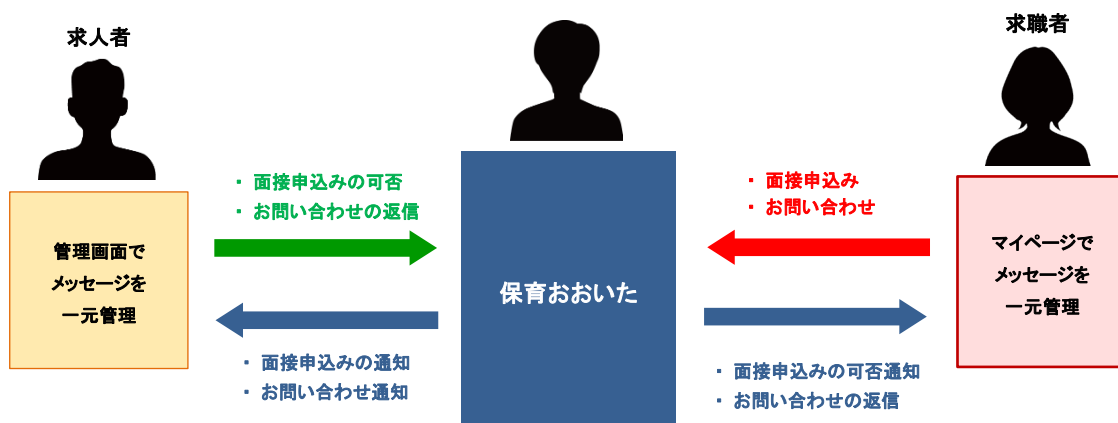 求人者
管理画面で
メッセージを
一元管理
・ 面接申込みの可否
・ お問い合わせの返信
・ 面接申込みの通知
・ お問い合わせ通知
保育おおいた
・ 面接申込み
・ お問い合わせ
・ 面接申込みの可否通知
・ お問い合わせの返信
求職者
マイページで
メッセージを
一元管理